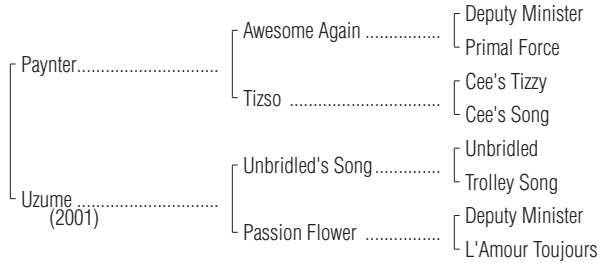 Deputy Minister
Awesome Again ................
Primal Force
Paynter..............................
Cee's Tizzy
Tizso ................................
Cee's Song
Unbridled
Unbridled's Song..............
Trolley Song
Uzume ........................
(2001)
Deputy Minister
Passion Flower ................
L'Amour Toujours